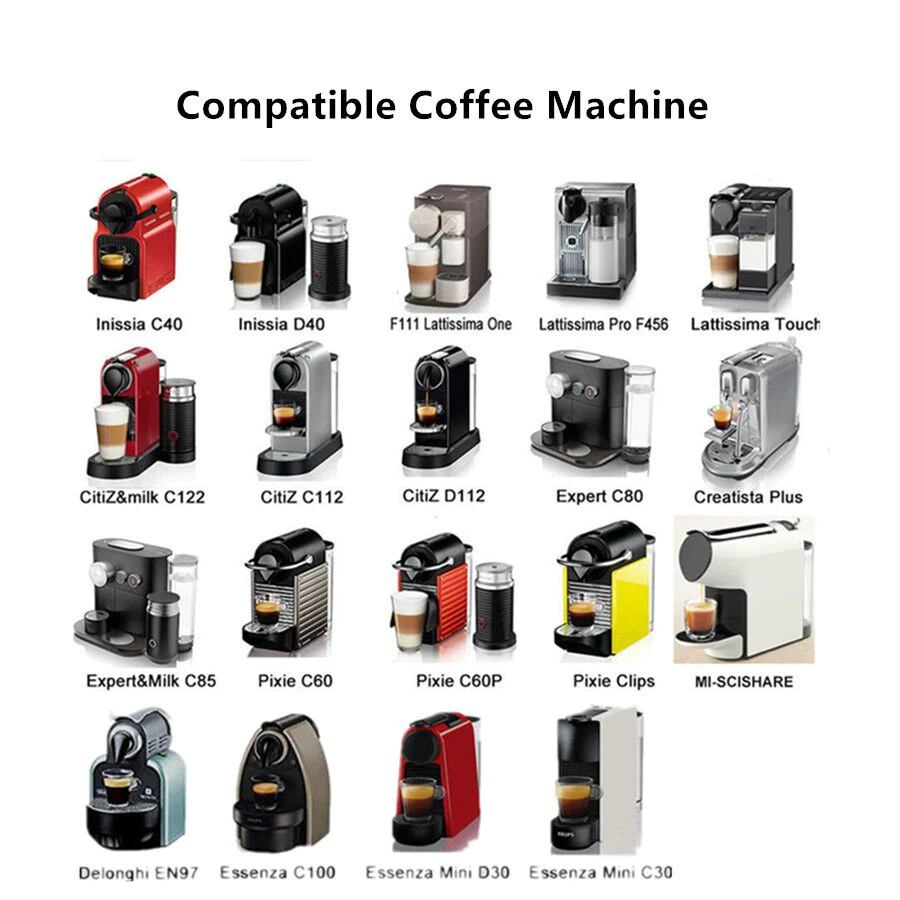 Compatible Coffee Machine
Inissia C40
Inissia D40
F111 Lattissima One
Lattissima Pro F456
Lattissima Touch
CitiZ&milk C122
CitiZ C112
CitiZ D112
Expert C80
Creatista Plus
Expert&Milk C85
Pixie C60
Pixie C60P
Pixie Clips
MI-SCISHARE
Delonghi EN97
Essenza C100
Essenza Mini D30
Essenza Mini C30
KRUPS